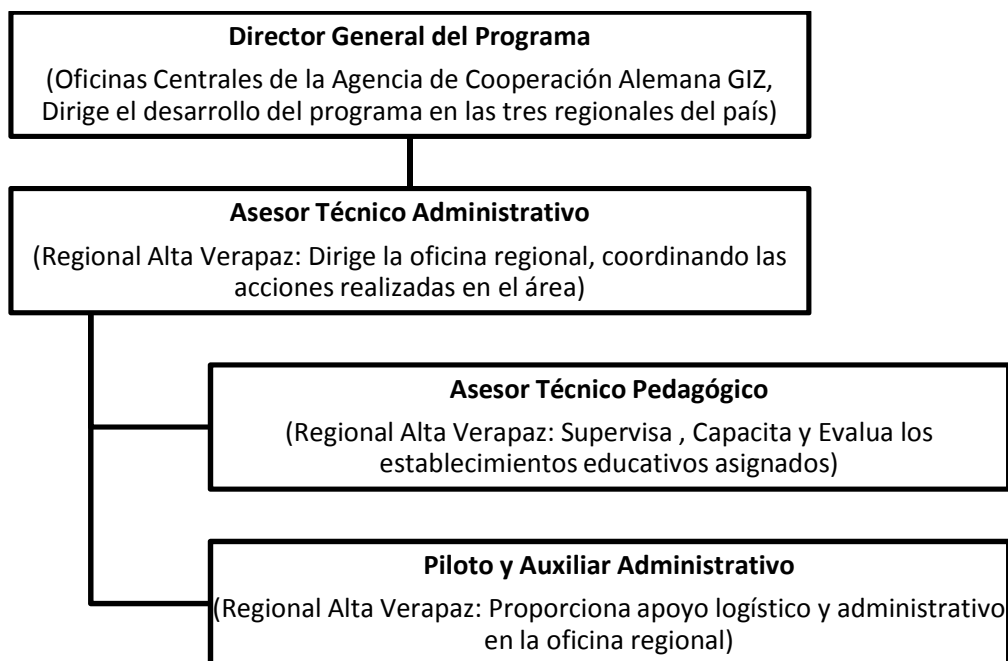 Director General del Programa
(Oficinas Centrales de la Agencia de Cooperación Alemana GIZ,
Dirige el desarrollo del programa en las tres regionales del país)
Asesor Técnico Administrativo
(Regional Alta Verapaz: Dirige la oficina regional, coordinando las
acciones realizadas en el área)
Asesor Técnico Pedagógico
(Regional Alta Verapaz: Supervisa , Capacita y Evalua los
establecimientos educativos asignados)
Piloto y Auxiliar Administrativo
(Regional Alta Verapaz: Proporciona apoyo logístico y administrativo
en la oficina regional)